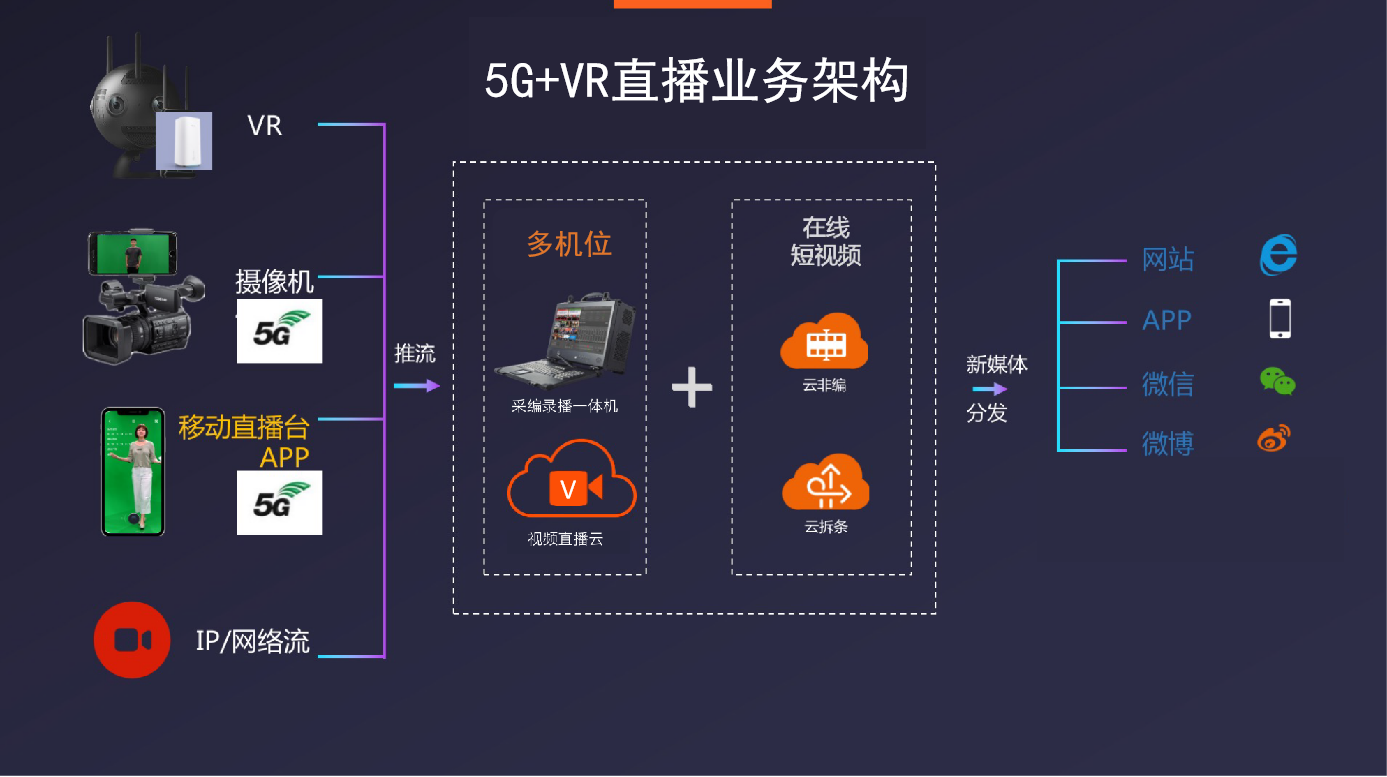 5G+VR直播业务架构
VR
摄像机
5G
移动直播台
APP
5G
IP/网络流
推流
多机位
采编录播一体机
V
视频直播云
在线
短视频
云非编
云拆条
新媒体
分发
网站
APP
微信
微博